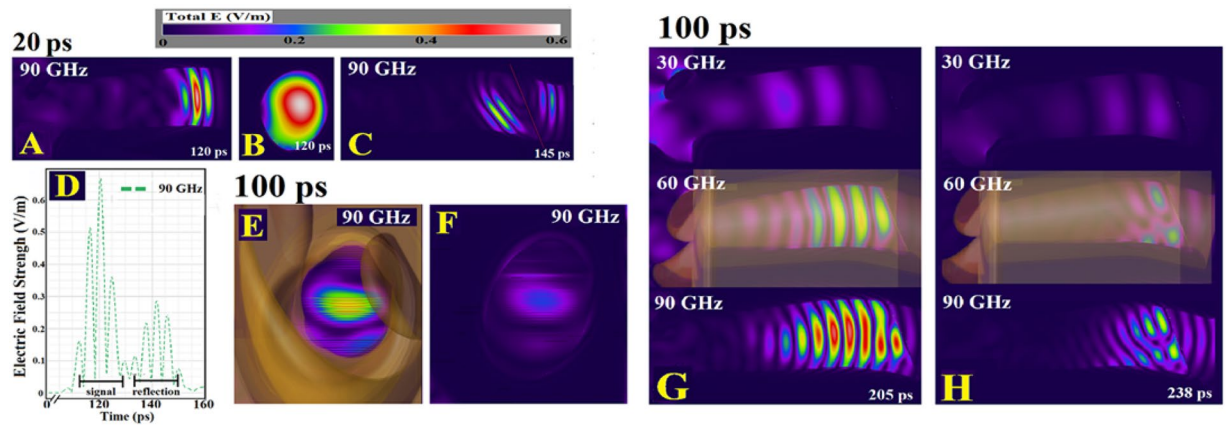 Total E (V/m)
0 0.2 0.4 0.6
20 ps
90 GHz
A
120 ps
B
120 ps
90 GHz
C
145 ps
D
90 GHz
Electric Field Strengh (V/m)
0.6
0.5
0.4
0.3
0.2
0.1
0
signal reflection
0 120 140 160
Time (ps)
100 ps
E
90 GHz
F
90 GHz
100 ps
30 GHz
60 GHz
90 GHz
G
205 ps
30 GHz
60 GHz
90 GHz
H
238 ps